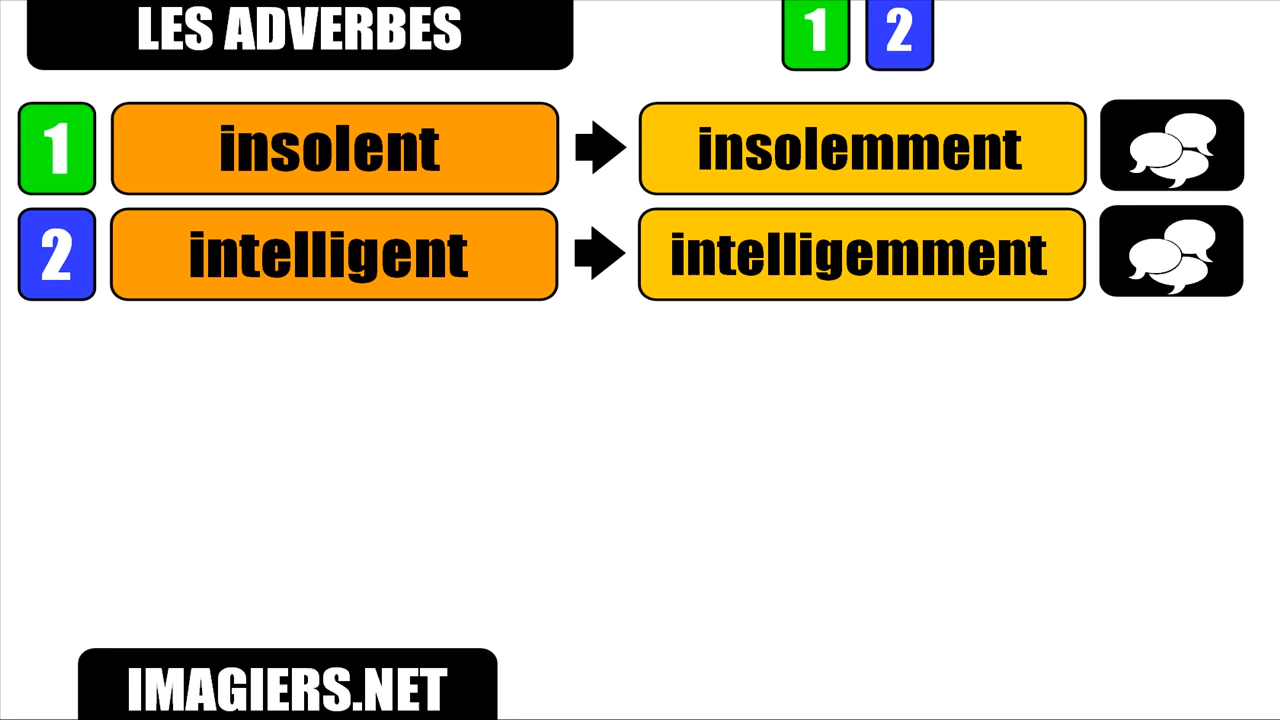 LES ADVERBES
1 2
1 insolent insolemment
2 intelligent intelligemment
IMAGIERS.NET